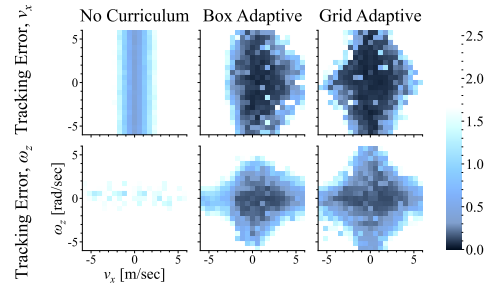 No Curriculum Box Adaptive Grid Adaptive
Tracking Error, vₓ
5
0
-5
Tracking Error, ω_z
ω_z [rad/sec]
5
0
-5
-5 0 5 -5 0 5 -5 0 5
vₓ [m/sec]
2.5
2.0
1.5
1.0
0.5
0.0